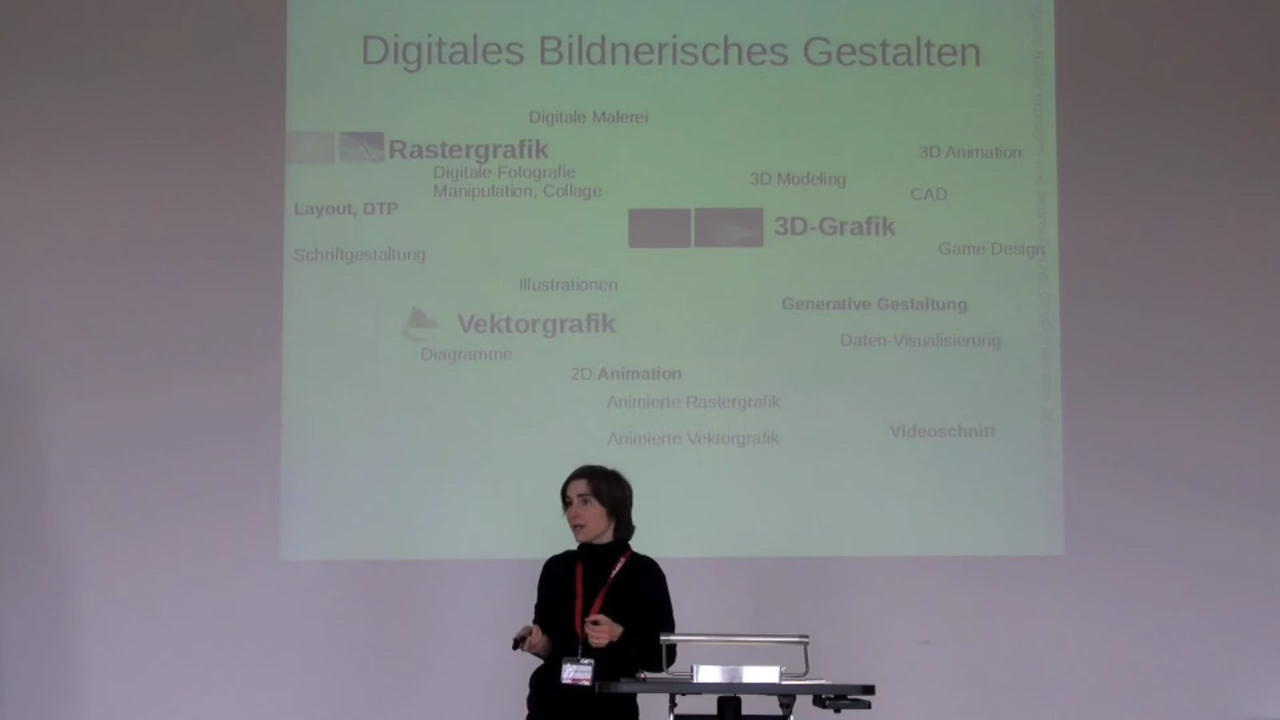 Digitales Bildnerisches Gestalten
Digitale Malerei
Rastergrafik
3D Animation
Digitale Fotografie
Manipulation, Collage
3D Modeling
CAD
Layout, DTP
3D-Grafik
Game Design
Schriftgestaltung
Illustrationen
Generative Gestaltung
Vektorgrafik
Daten-Visualisierung
Diagramme
2D Animation
Animierte Rastergrafik
Videoschnitt
Animierte Vektorgrafik